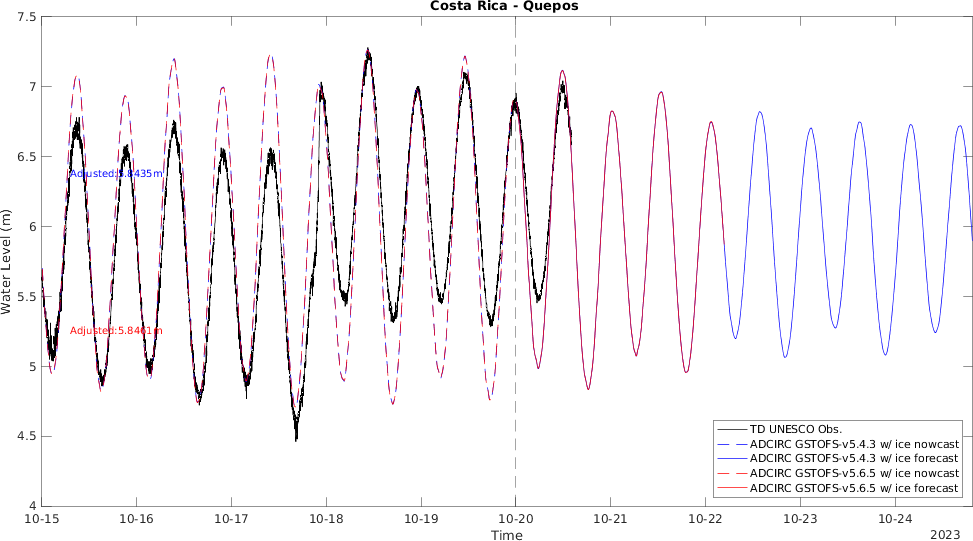 Costa Rica - Quepos
7.5
7
6.5
6
5.5
5
4.5
4
Water Level (m)
Adjusted:5.8435m
Adjusted:5.8461m
TD UNESCO Obs.
ADCIRC GSTOFS-v5.4.3 w/ ice nowcast
ADCIRC GSTOFS-v5.4.3 w/ ice forecast
ADCIRC GSTOFS-v5.6.5 w/ ice nowcast
ADCIRC GSTOFS-v5.6.5 w/ ice forecast
10-15 10-16 10-17 10-18 10-19 10-20 10-21 10-22 10-23 10-24
Time
2023